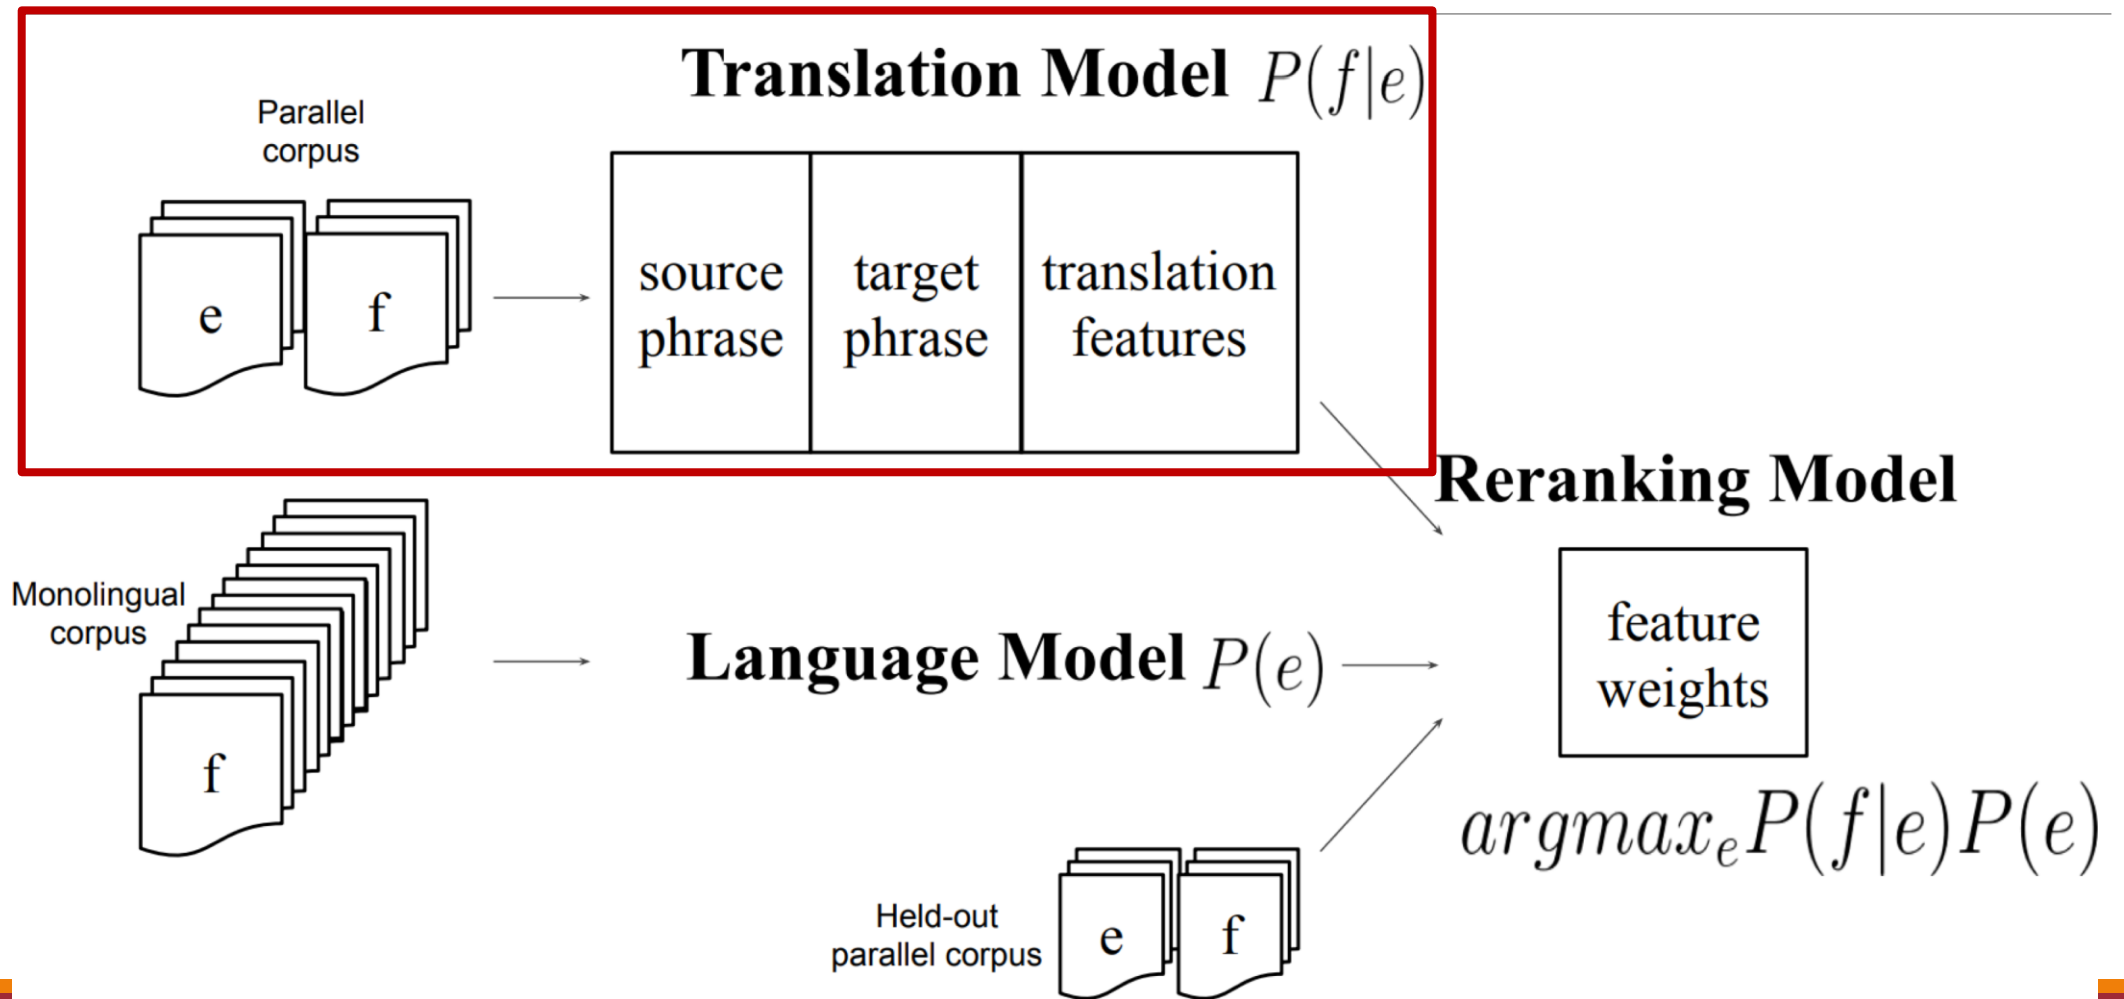 Translation Model P(f|e)
Parallel
corpus
e
f
source
phrase
target
phrase
translation
features
Reranking Model
Monolingual
corpus
f
Language Model P(e)
feature
weights
argmax_e P(f|e)P(e)
Held-out
parallel corpus
e
f